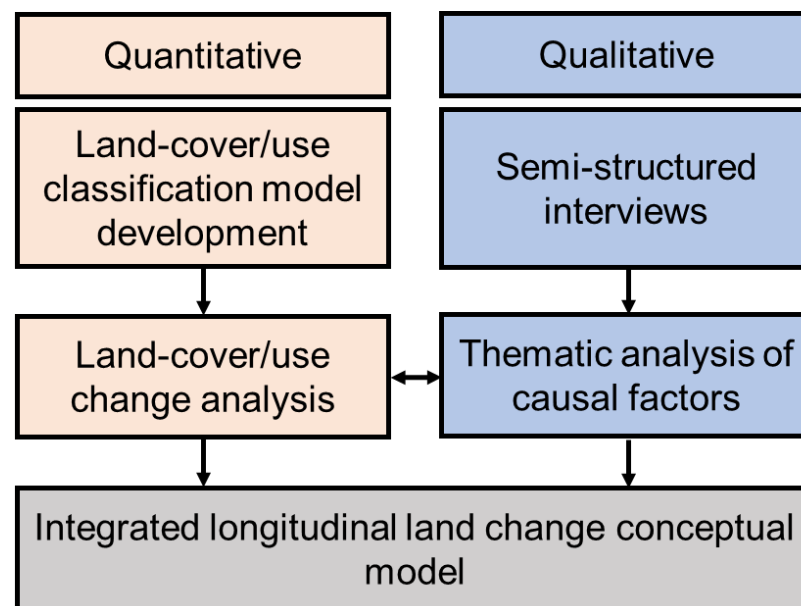 Quantitative
Qualitative
Land-cover/use
classification model
development
Semi-structured
interviews
Land-cover/use
change analysis
Thematic analysis of
causal factors
Integrated longitudinal land change conceptual
model